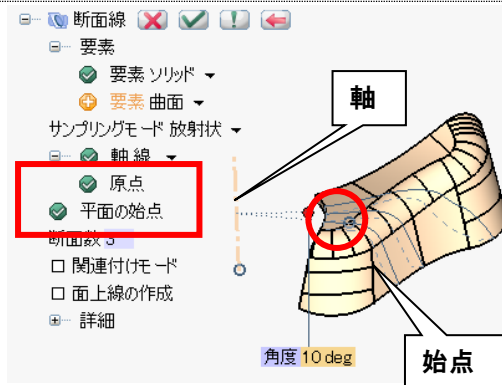 断面線
要素
要素 ソリッド
要素 曲面
サンプリングモード 放射状
軸線
原点
平面の始点
断面数 3
関連付けモード
面上線の作成
詳細
軸
角度 10 deg
始点